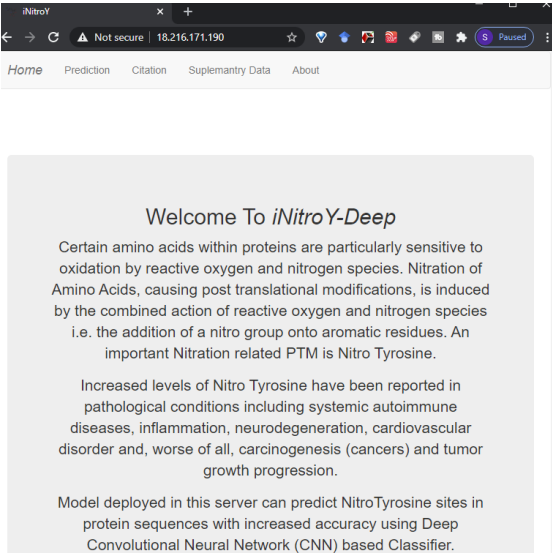 iNitroY
Not secure 18.216.171.190
S Paused
Home Prediction Citation Suplemantry Data About
Welcome To iNitroY-Deep
Certain amino acids within proteins are particularly sensitive to
oxidation by reactive oxygen and nitrogen species. Nitration of
Amino Acids, causing post translational modifications, is induced
by the combined action of reactive oxygen and nitrogen species
i.e. the addition of a nitro group onto aromatic residues. An
important Nitration related PTM is Nitro Tyrosine.
Increased levels of Nitro Tyrosine have been reported in
pathological conditions including systemic autoimmune
diseases, inflammation, neurodegeneration, cardiovascular
disorder and, worse of all, carcinogenesis (cancers) and tumor
growth progression.
Model deployed in this server can predict NitroTyrosine sites in
protein sequences with increased accuracy using Deep
Convolutional Neural Network (CNN) based Classifier.